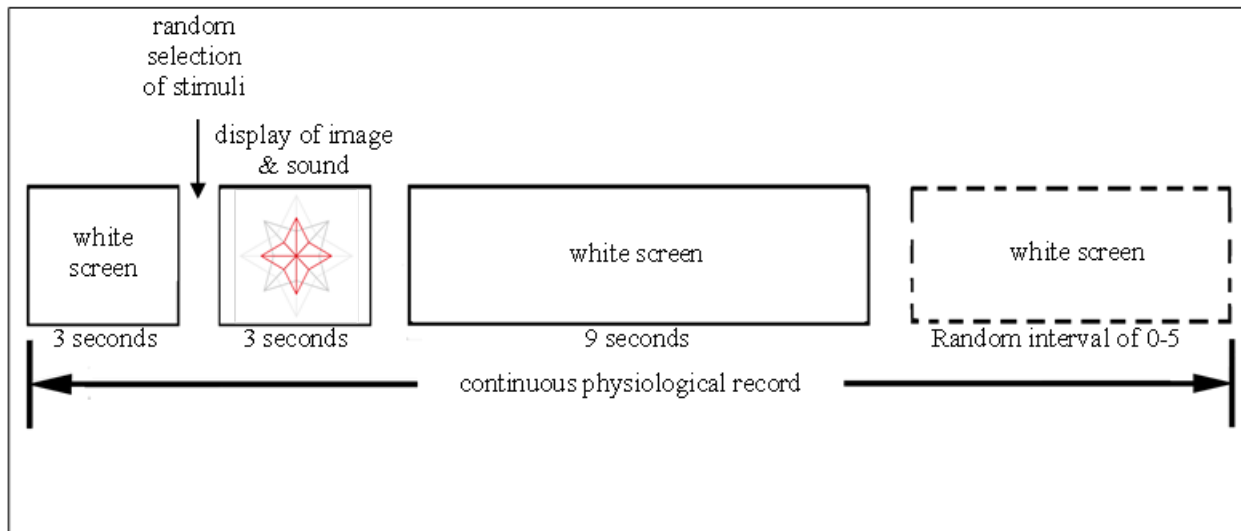 random
selection
of stimuli
display of image
& sound
white
screen
white screen
white screen
3 seconds
3 seconds
9 seconds
Random interval of 0-5
continuous physiological record